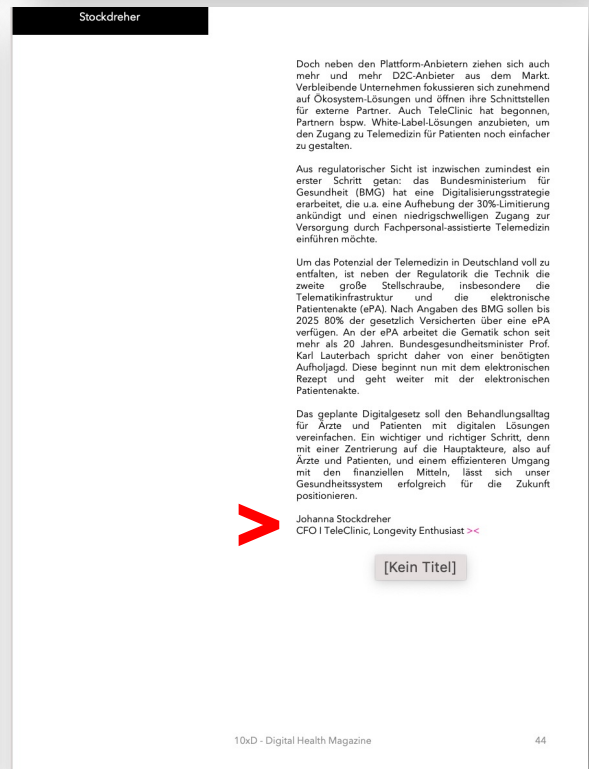 Stockdreher
Doch neben den Plattform-Anbietern ziehen sich auch
mehr und mehr D2C-Anbieter aus dem Markt.
Verbleibende Unternehmen fokussieren sich zunehmend
auf Ökosystem-Lösungen und öffnen ihre Schnittstellen
für externe Partner. Auch TeleClinic hat begonnen,
Partnern bspw. White-Label-Lösungen anzubieten, um
den Zugang zu Telemedizin für Patienten noch einfacher
zu gestalten.
Aus regulatorischer Sicht ist inzwischen zumindest ein
erster Schritt getan: das Bundesministerium für
Gesundheit (BMG) hat eine Digitalisierungsstrategie
erarbeitet, die u.a. eine Aufhebung der 30%-Limitierung
ankündigt und einen niedrigschwelligen Zugang zur
Versorgung durch Fachpersonal-assistierte Telemedizin
einführen möchte.
Um das Potenzial der Telemedizin in Deutschland voll zu
entfalten, ist neben der Regulatorik die Technik die
zweite große Stellschraube, insbesondere die
Telematikinfrastruktur und die elektronische
Patientenakte (ePA). Nach Angaben des BMG sollen bis
2025 80% der gesetzlich Versicherten über eine ePA
verfügen. An der ePA arbeitet die Gematik schon seit
mehr als 20 Jahren. Bundesgesundheitsminister Prof.
Karl Lauterbach spricht daher von einer benötigten
Aufholjagd. Diese beginnt nun mit dem elektronischen
Rezept und geht weiter mit der elektronischen
Patientenakte.
Das geplante Digitalgesetz soll den Behandlungsalltag
für Ärzte und Patienten mit digitalen Lösungen
vereinfachen. Ein wichtiger und richtiger Schritt, denn
mit einer Zentrierung auf die Hauptakteure, also auf
Ärzte und Patienten, und einem effizienteren Umgang
mit den finanziellen Mitteln, lässt sich unser
Gesundheitssystem erfolgreich für die Zukunft
positionieren.
>
Johanna Stockdreher
CFO I TeleClinic, Longevity Enthusiast ><
[Kein Titel]
10xD - Digital Health Magazine 44